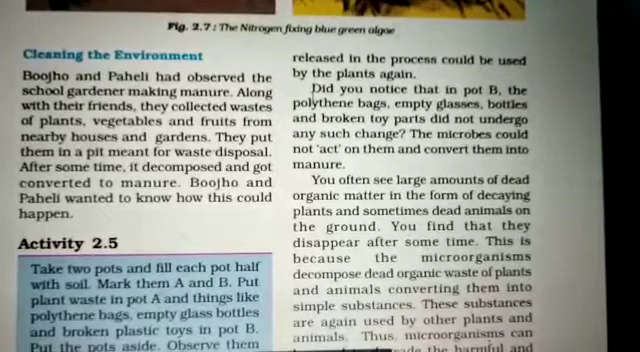 Fig. 2.7 : The Nitrogen fixing blue green algae
Cleaning the Environment
Boojho and Paheli had observed the
school gardener making manure. Along
with their friends, they collected wastes
of plants, vegetables and fruits from
nearby houses and gardens. They put
them in a pit meant for waste disposal.
After some time, it decomposed and got
converted to manure. Boojho and
Paheli wanted to know how this could
happen.
Activity 2.5
Take two pots and fill each pot half
with soil. Mark them A and B. Put
plant waste in pot A and things like
polythene bags, empty glass bottles
and broken plastic toys in pot B.
Put the pots aside. Observe them
released in the process could be used
by the plants again.
Did you notice that in pot B, the
polythene bags, empty glasses, bottles
and broken toy parts did not undergo
any such change? The microbes could
not 'act' on them and convert them into
manure.
You often see large amounts of dead
organic matter in the form of decaying
plants and sometimes dead animals on
the ground. You find that they
disappear after some time. This is
because the microorganisms
decompose dead organic waste of plants
and animals converting them into
simple substances. These substances
are again used by other plants and
animals. Thus, microorganisms can
the harmful and